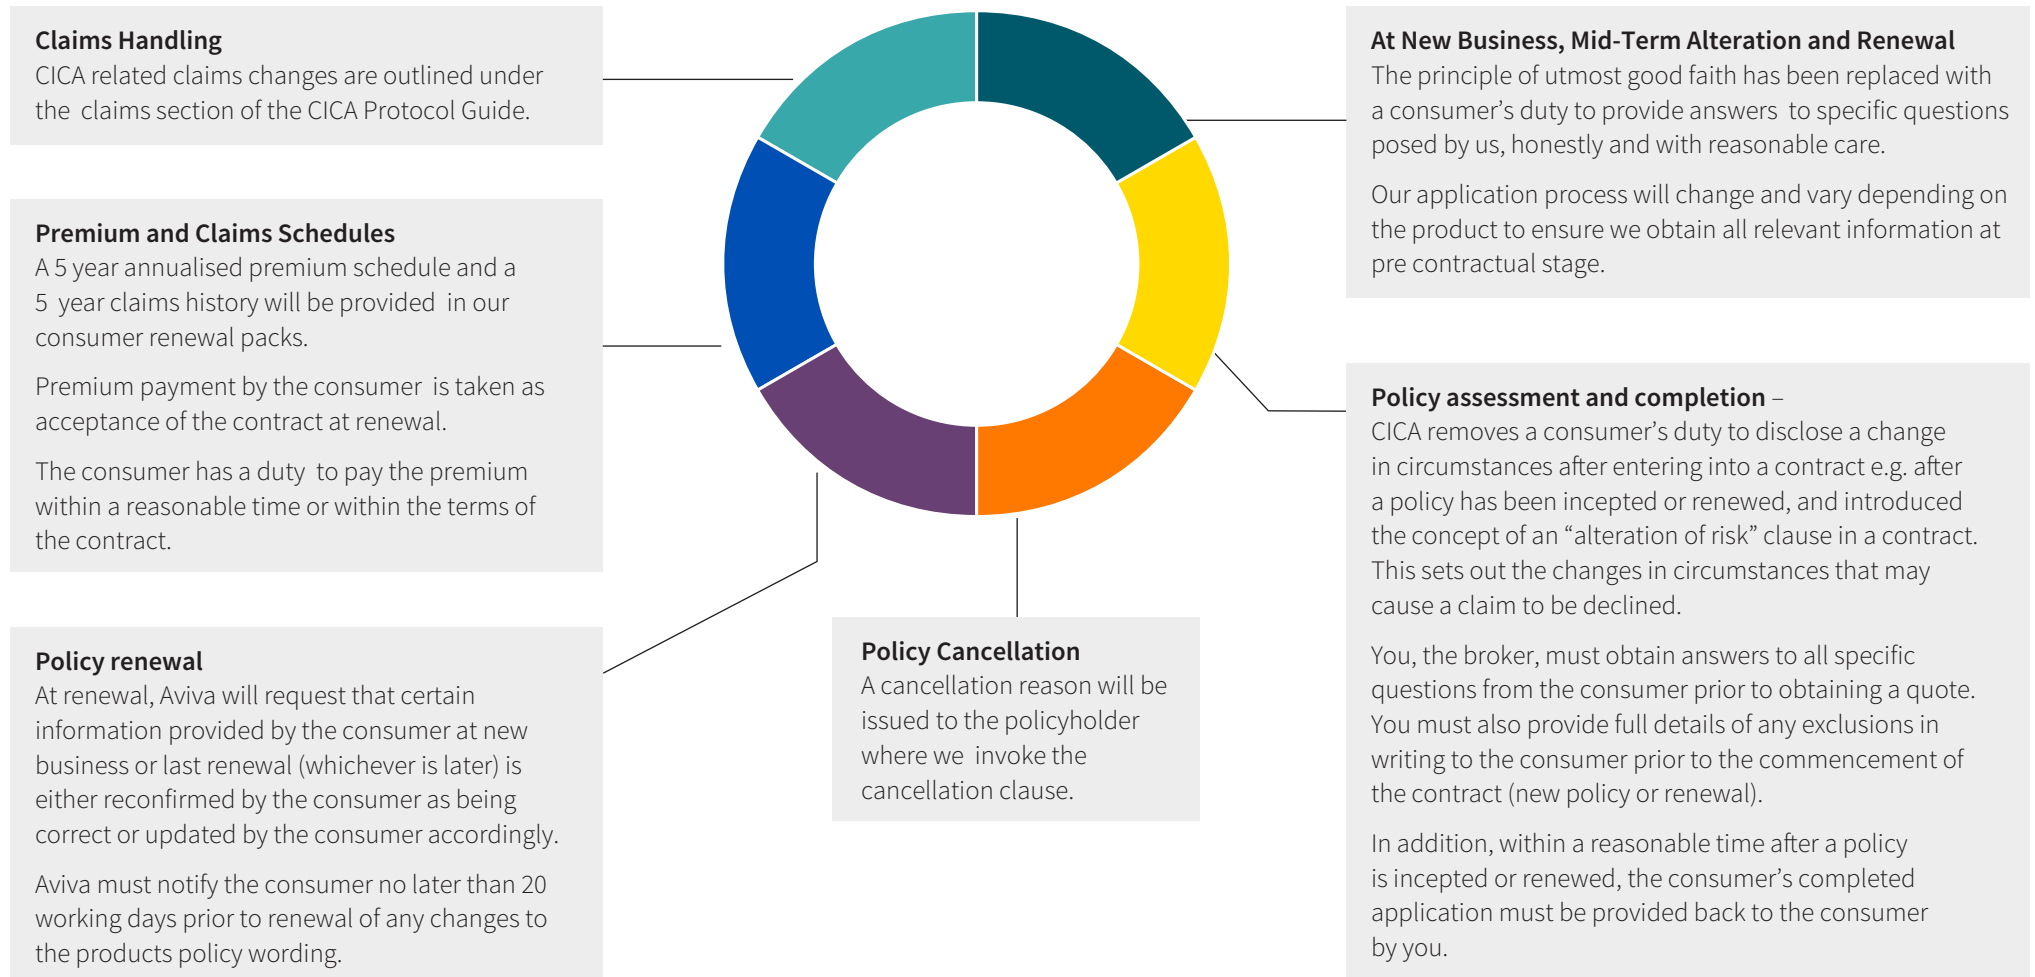 Claims Handling
CICA related claims changes are outlined under
the claims section of the CICA Protocol Guide.
Premium and Claims Schedules
A 5 year annualised premium schedule and a
5 year claims history will be provided in our
consumer renewal packs.
Premium payment by the consumer is taken as
acceptance of the contract at renewal.
The consumer has a duty to pay the premium
within a reasonable time or within the terms of
the contract.
Policy renewal
At renewal, Aviva will request that certain
information provided by the consumer at new
business or last renewal (whichever is later) is
either reconfirmed by the consumer as being
correct or updated by the consumer accordingly.
Aviva must notify the consumer no later than 20
working days prior to renewal of any changes to
the products policy wording.
Policy Cancellation
A cancellation reason will be
issued to the policyholder
where we invoke the
cancellation clause.
At New Business, Mid-Term Alteration and Renewal
The principle of utmost good faith has been replaced with
a consumer’s duty to provide answers to specific questions
posed by us, honestly and with reasonable care.
Our application process will change and vary depending on
the product to ensure we obtain all relevant information at
pre contractual stage.
Policy assessment and completion –
CICA removes a consumer’s duty to disclose a change
in circumstances after entering into a contract e.g. after
a policy has been incepted or renewed, and introduced
the concept of an “alteration of risk” clause in a contract.
This sets out the changes in circumstances that may
cause a claim to be declined.
You, the broker, must obtain answers to all specific
questions from the consumer prior to obtaining a quote.
You must also provide full details of any exclusions in
writing to the consumer prior to the commencement of
the contract (new policy or renewal).
In addition, within a reasonable time after a policy
is incepted or renewed, the consumer’s completed
application must be provided back to the consumer
by you.